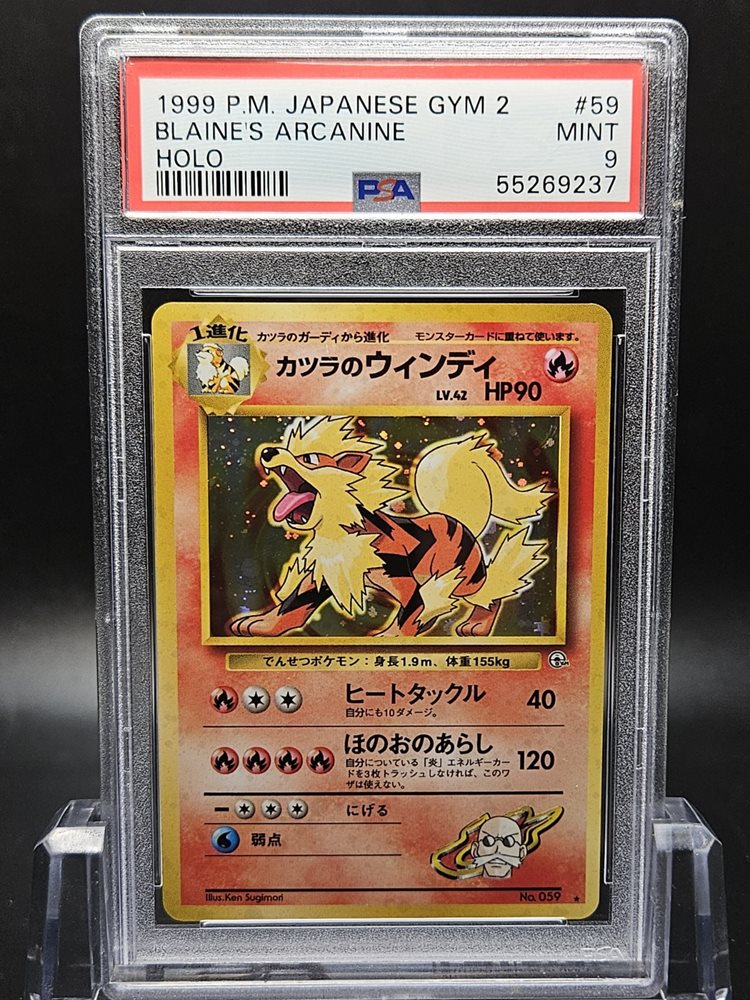 1999 P.M. JAPANESE GYM 2 #59
BLAINE'S ARCANINE MINT
HOLO 9
PSA 55269237
1進化 カツラのガーディから進化 モンスターカードに重ねて使います。
カツラのウィンディ
LV.42 HP90
でんせつポケモン：身長1.9m、体重155kg
ヒートタックル 40
自分にも10ダメージ。
ほのおのあらし 120
自分についている「炎」エネルギーカー
ドを3枚トラッシュしなければ、このワ
ザは使えない。
ー にげる
弱点
Illus.Ken Sugimori No.059 ★